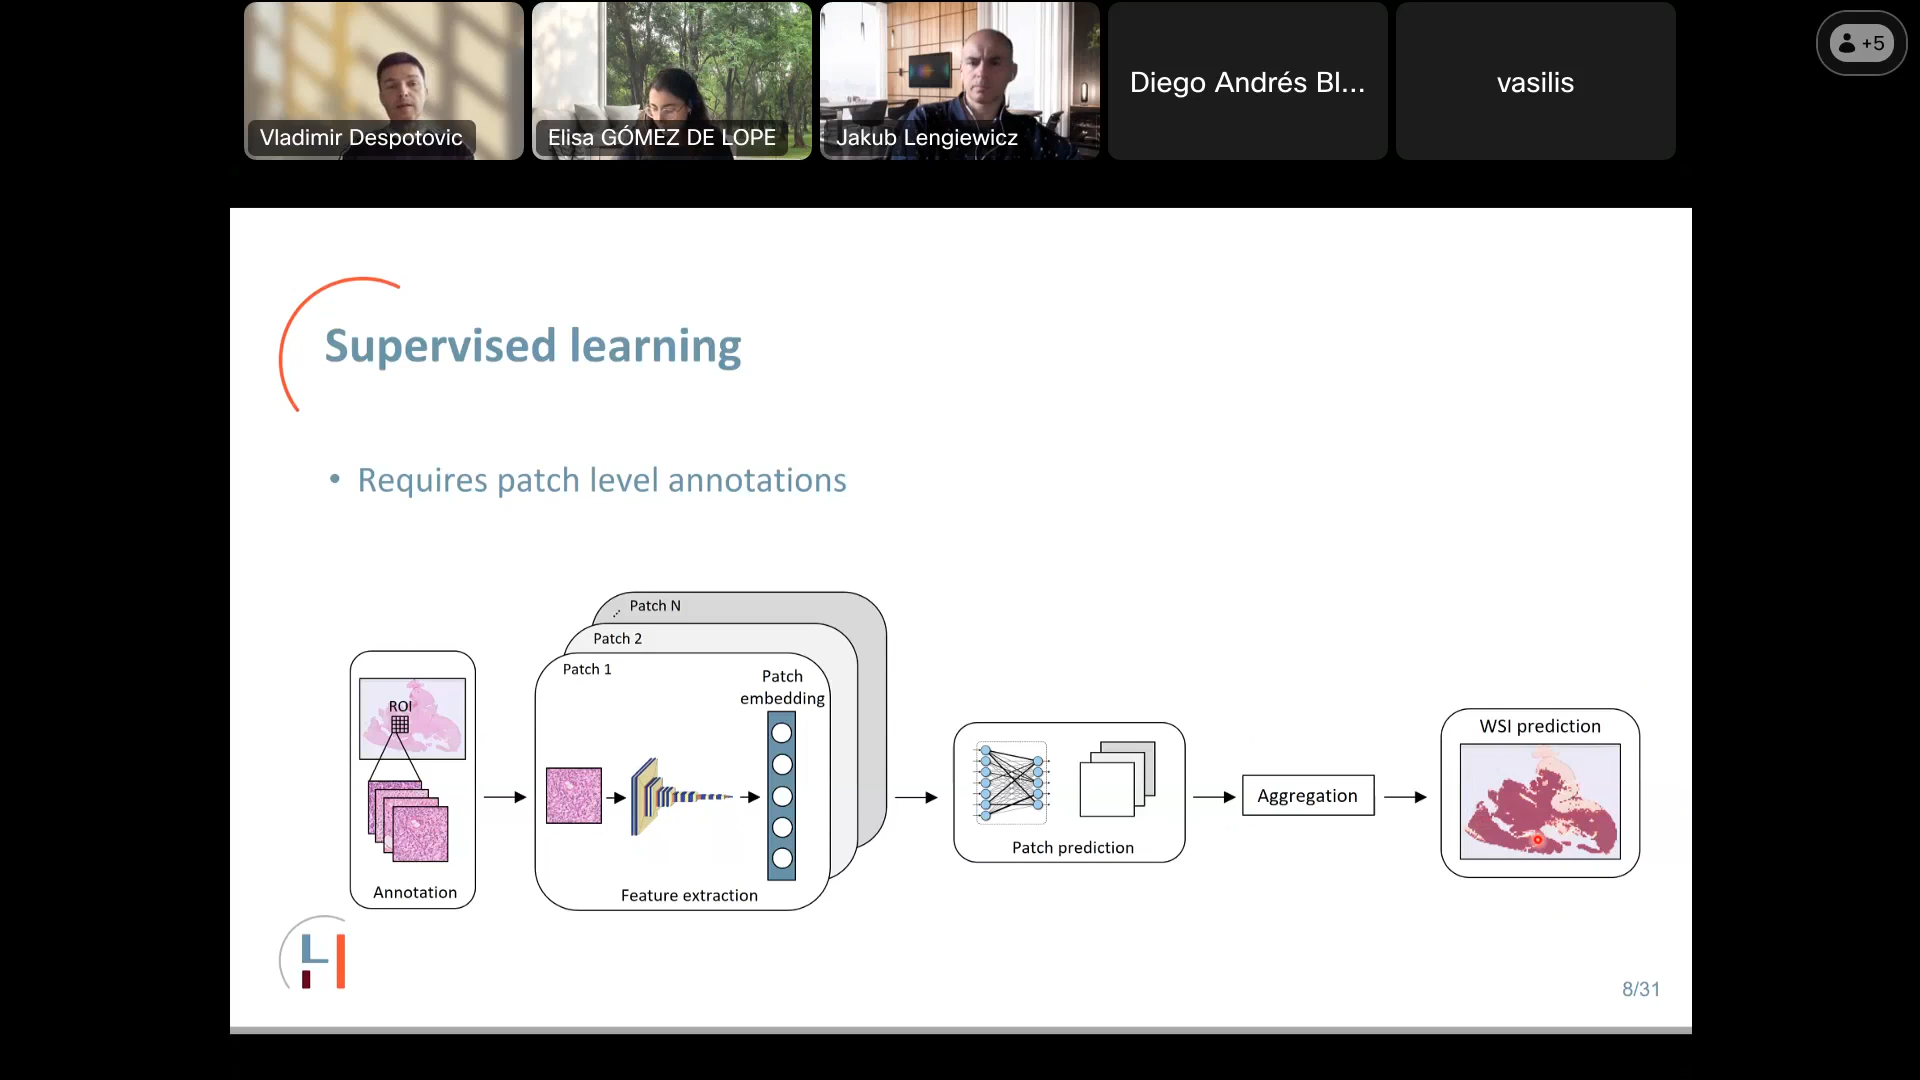 Vladimir Despotovic
Elisa GÓMEZ DE LOPE
Jakub Lengiewicz
Diego Andrés Bl...
vasilis
+5
Supervised learning
• Requires patch level annotations
Patch N
Patch 2
Patch 1
Patch
embedding
ROI
Annotation
Feature extraction
Patch prediction
Aggregation
WSI prediction
8/31